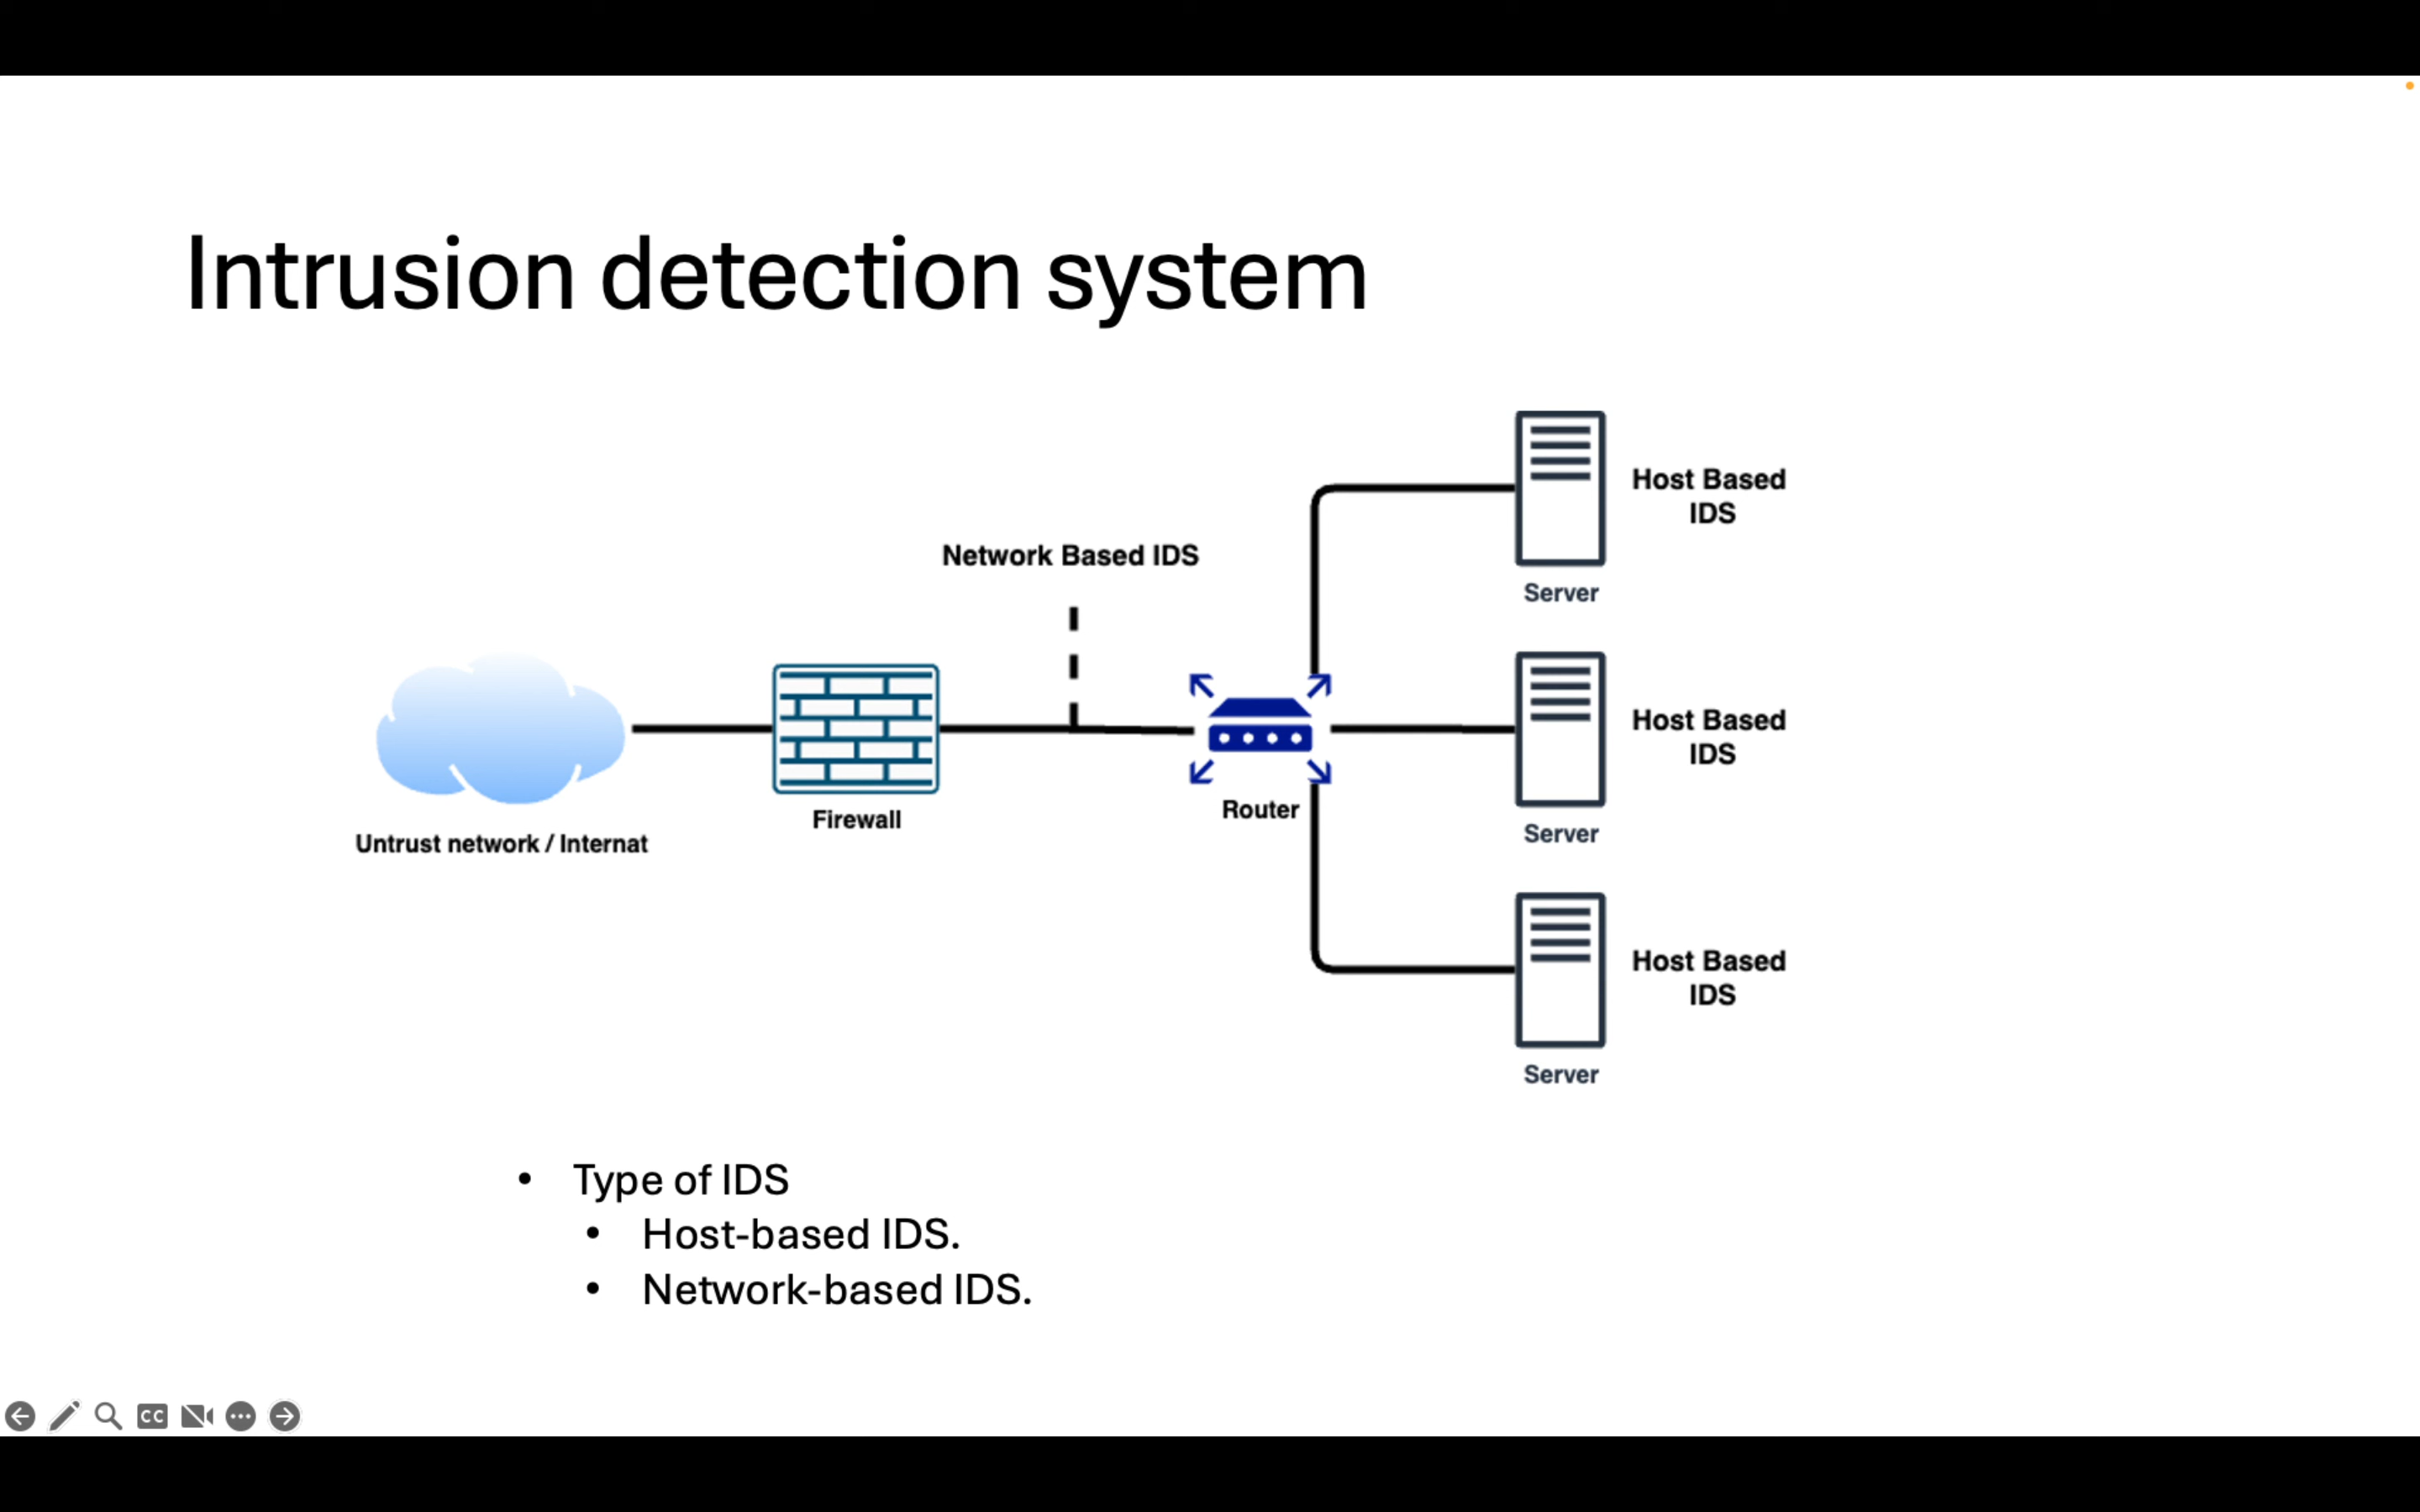 Intrusion detection system
Host Based
IDS
Server
Network Based IDS
Host Based
IDS
Server
Untrust network / Internat
Firewall
Router
Host Based
IDS
Server
• Type of IDS
• Host-based IDS.
• Network-based IDS.
CC